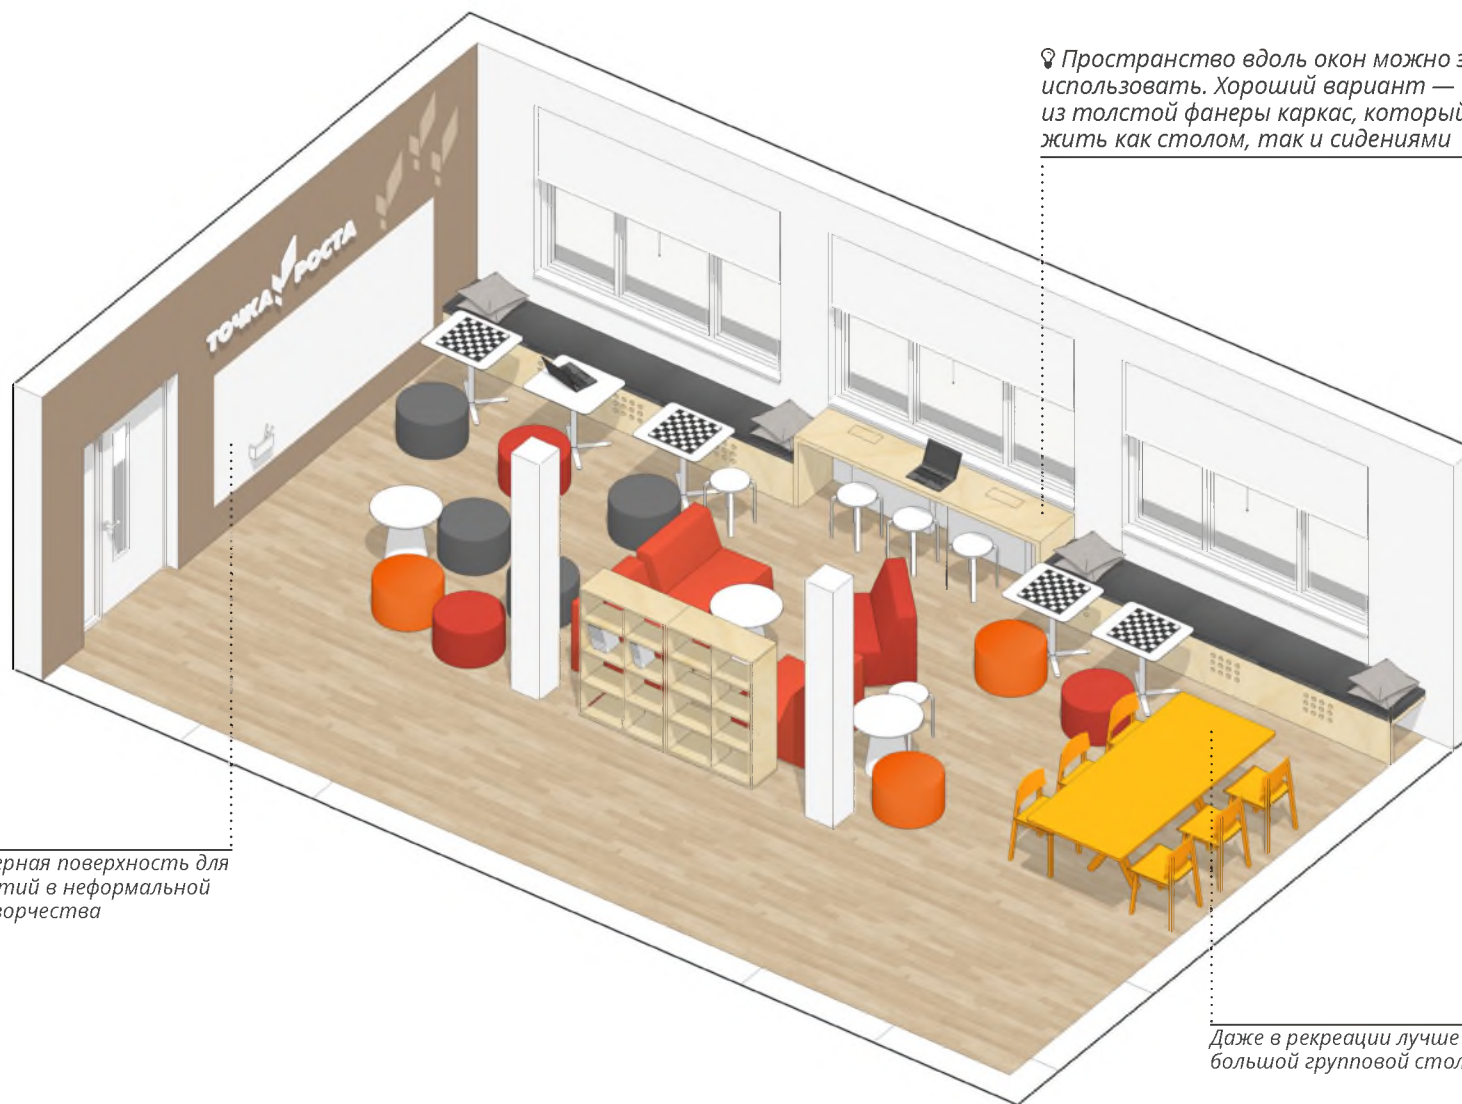 Пространство вдоль окон можно
использовать. Хороший вариант —
из толстой фанеры каркас, который
жить как столом, так и сидениями
ТОЧКА РОСТА
ерная поверхность для
тий в неформальной
ворчества
Даже в рекреации лучше
большой групповой стол